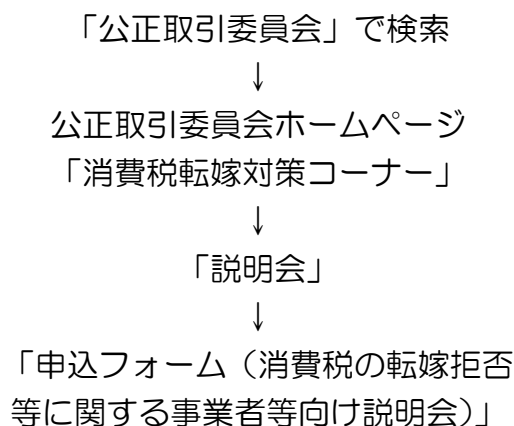 「公正取引委員会」で検索
↓
公正取引委員会ホームページ
「消費税転嫁対策コーナー」
↓
「説明会」
↓
「申込フォーム（消費税の転嫁拒否
等に関する事業者等向け説明会）」